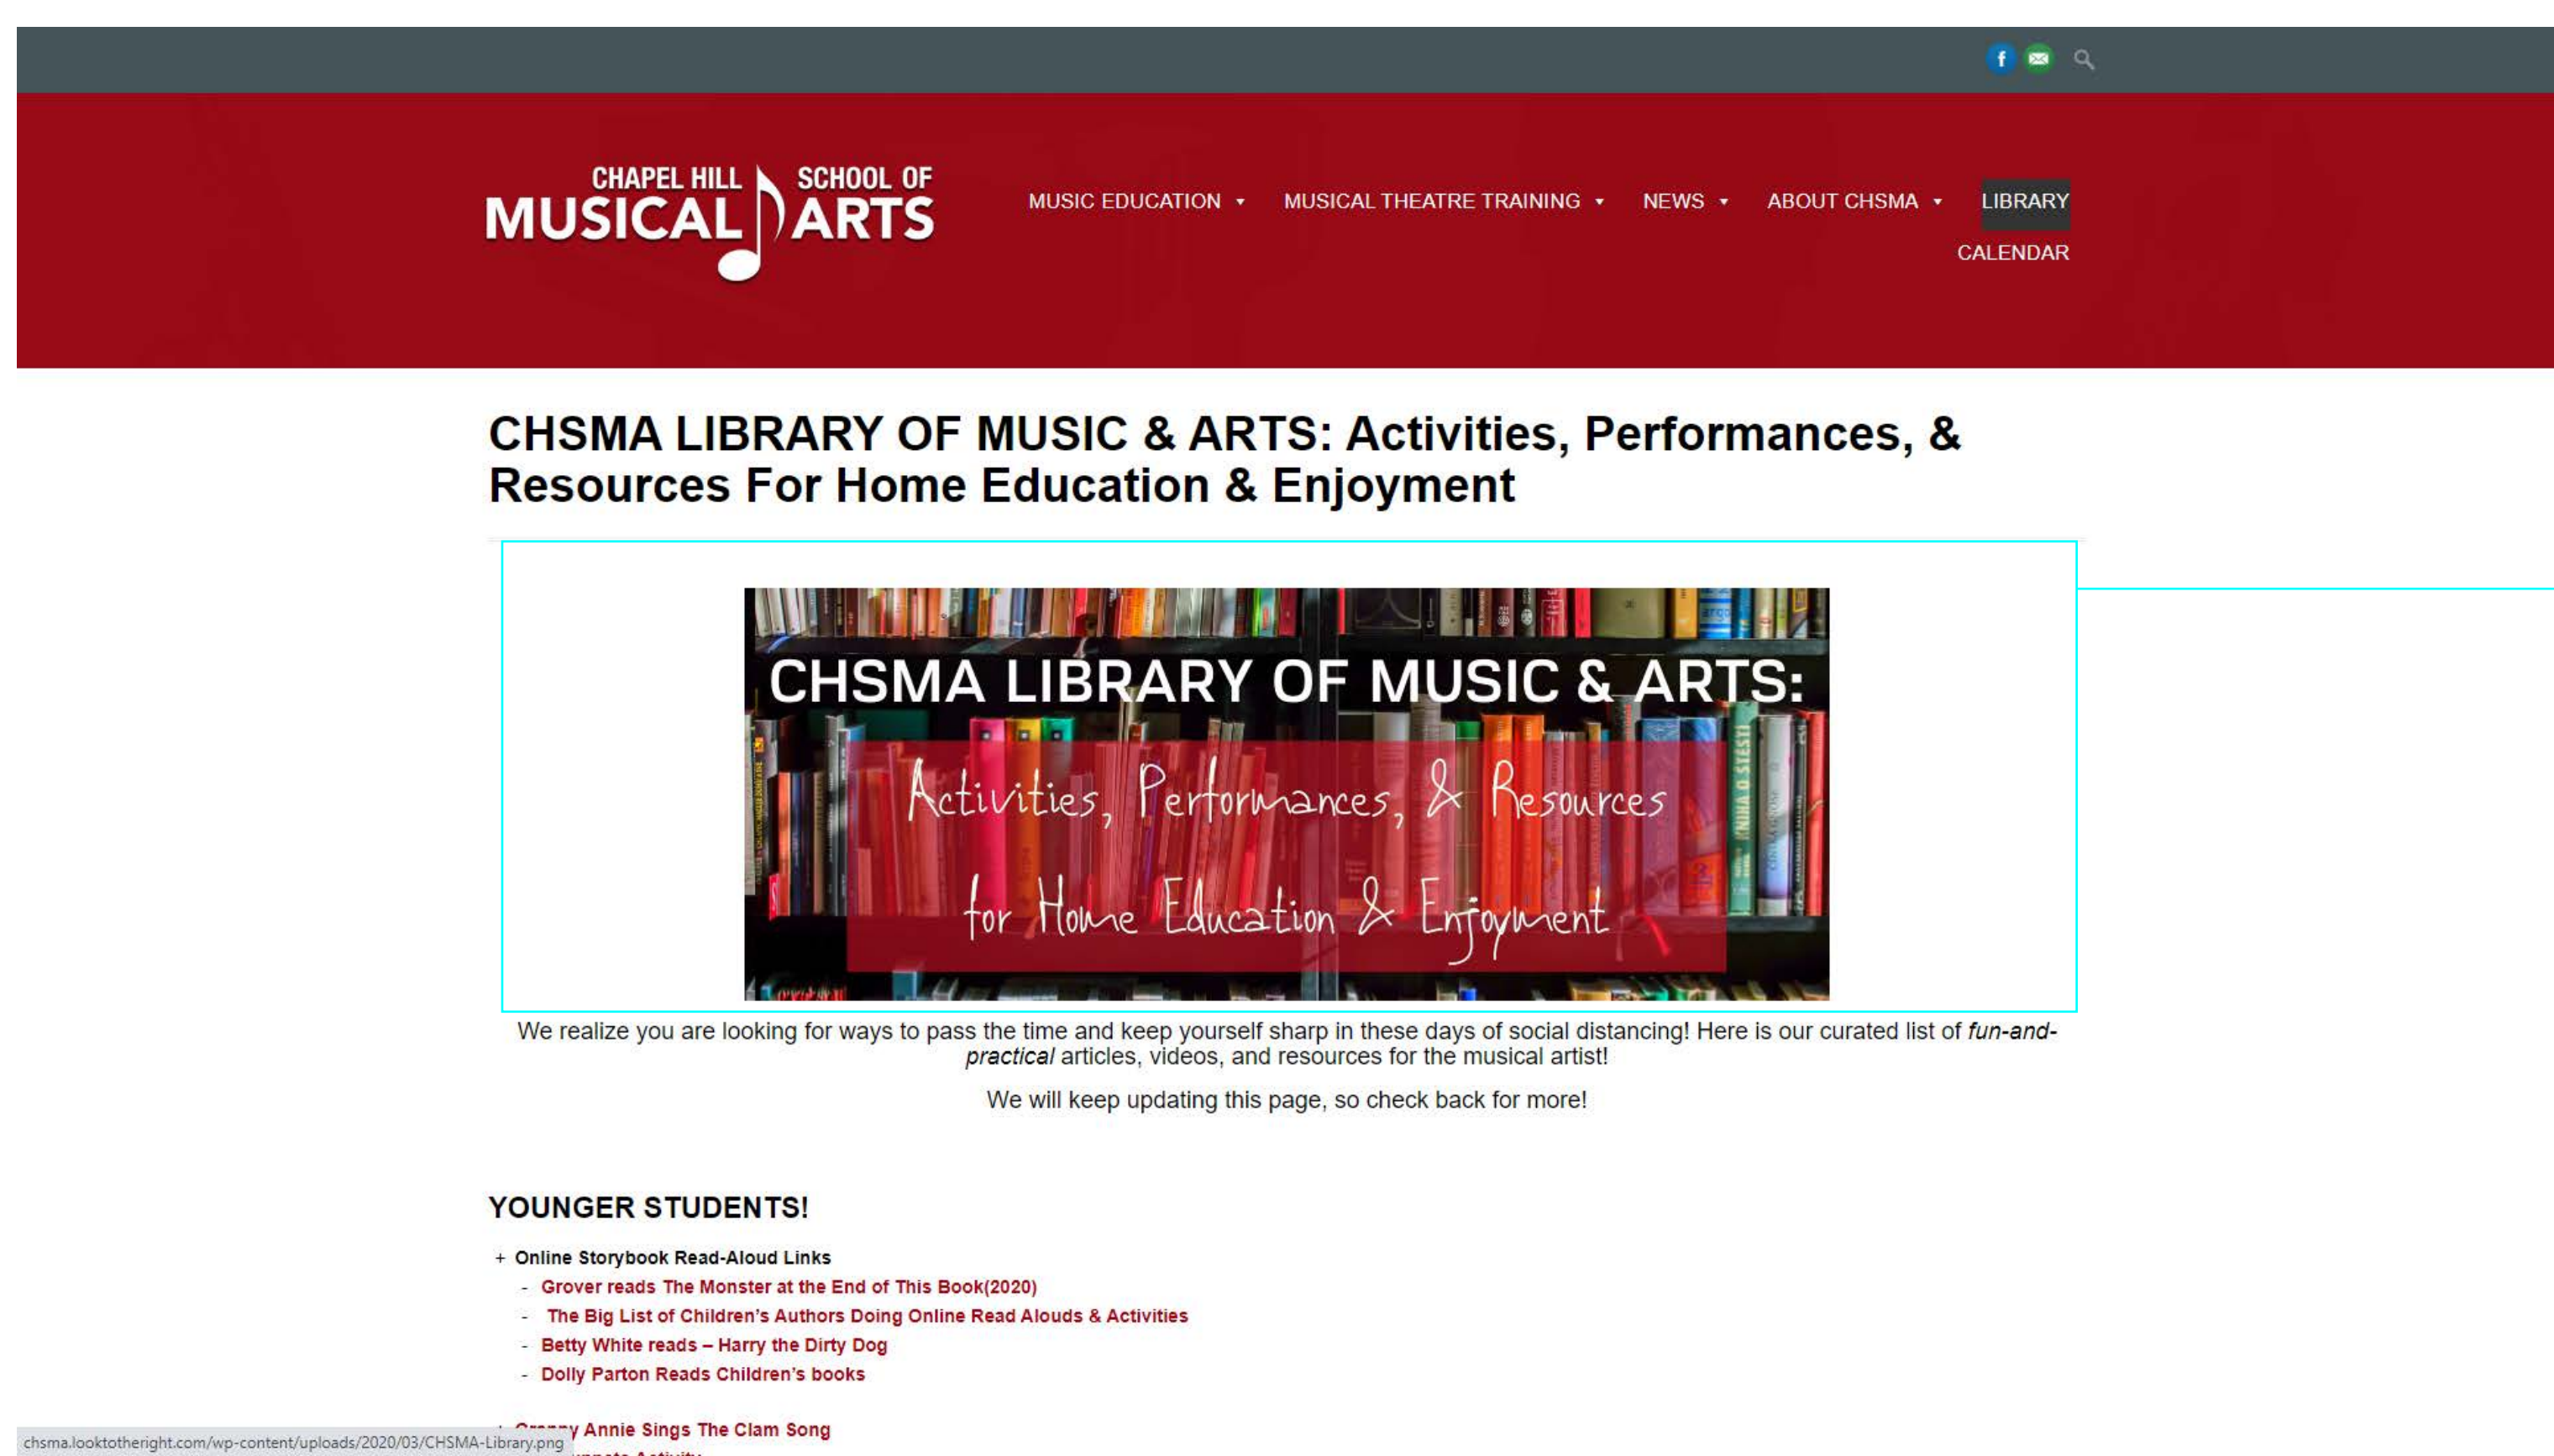 CHAPEL HILL SCHOOL OF
MUSICAL ARTS
MUSIC EDUCATION
MUSICAL THEATRE TRAINING
NEWS
ABOUT CHSMA
LIBRARY
CALENDAR
CHSMA LIBRARY OF MUSIC & ARTS: Activities, Performances, &
Resources For Home Education & Enjoyment
CHSMA LIBRARY OF MUSIC & ARTS:
Activities, Performances, & Resources
for Home Education & Enjoyment
KNIHA O ŠTĚSTÍ
We realize you are looking for ways to pass the time and keep yourself sharp in these days of social distancing! Here is our curated list of fun-and-
practical articles, videos, and resources for the musical artist!
We will keep updating this page, so check back for more!
YOUNGER STUDENTS!
+ Online Storybook Read-Aloud Links
- Grover reads The Monster at the End of This Book(2020)
- The Big List of Children's Authors Doing Online Read Alouds & Activities
- Betty White reads – Harry the Dirty Dog
- Dolly Parton Reads Children's books
Annie Sings The Clam Song
chsma.looktotheright.com/wp-content/uploads/2020/03/CHSMA-Library.png